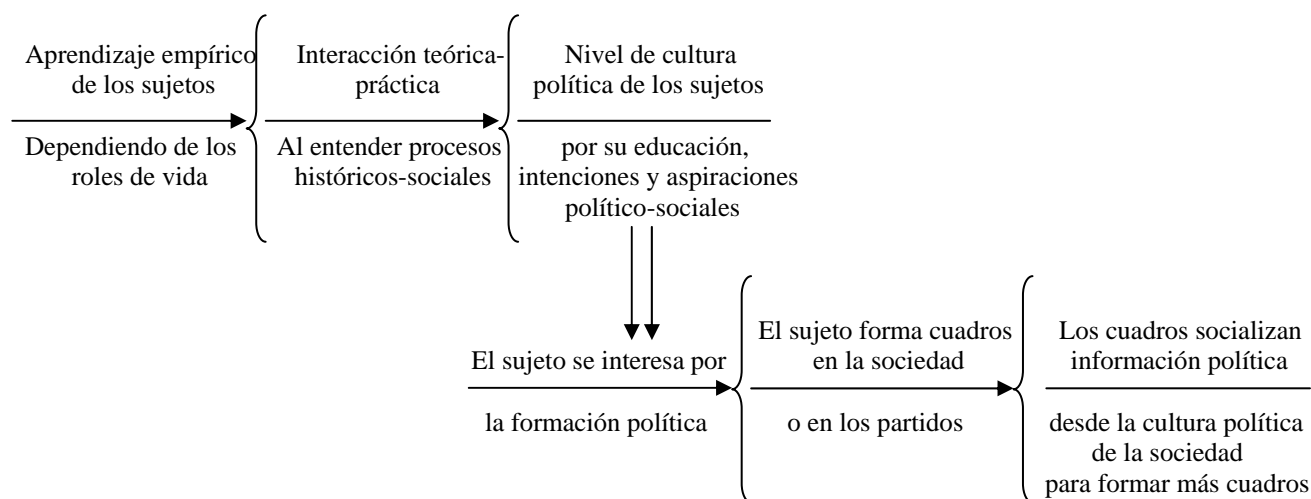 Aprendizaje empírico
de los sujetos
Dependiendo de los
roles de vida
Interacción teórica-
práctica
Al entender procesos
históricos-sociales
Nivel de cultura
política de los sujetos
por su educación,
intenciones y aspiraciones
político-sociales
El sujeto se interesa por
la formación política
El sujeto forma cuadros
en la sociedad
o en los partidos
Los cuadros socializan
información política
desde la cultura política
de la sociedad
para formar más cuadros